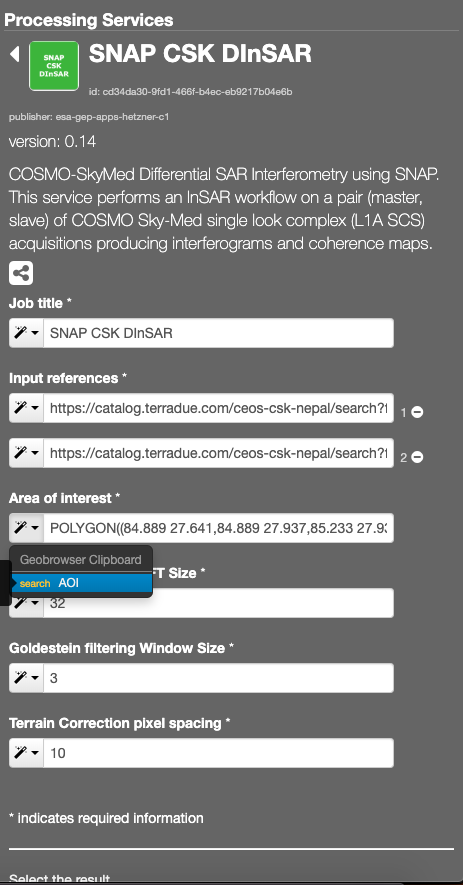 Processing Services
SNAP
CSK
DInSAR
SNAP CSK DInSAR
id: cd34da30-9fd1-466f-b4ec-eb9217b04e6b
publisher: esa-gep-apps-hetzner-c1
version: 0.14
COSMO-SkyMed Differential SAR Interferometry using SNAP.
This service performs an InSAR workflow on a pair (master,
slave) of COSMO Sky-Med single look complex (L1A SCS)
acquisitions producing interferograms and coherence maps.
Job title *
SNAP CSK DInSAR
Input references *
https://catalog.terradue.com/ceos-csk-nepal/search?f
1
https://catalog.terradue.com/ceos-csk-nepal/search?f
2
Area of interest *
POLYGON((84.889 27.641,84.889 27.937,85.233 27.93
Geobrowser Clipboard
search AOI
FT Size *
32
Goldestein filtering Window Size *
3
Terrain Correction pixel spacing *
10
* indicates required information
Select the result